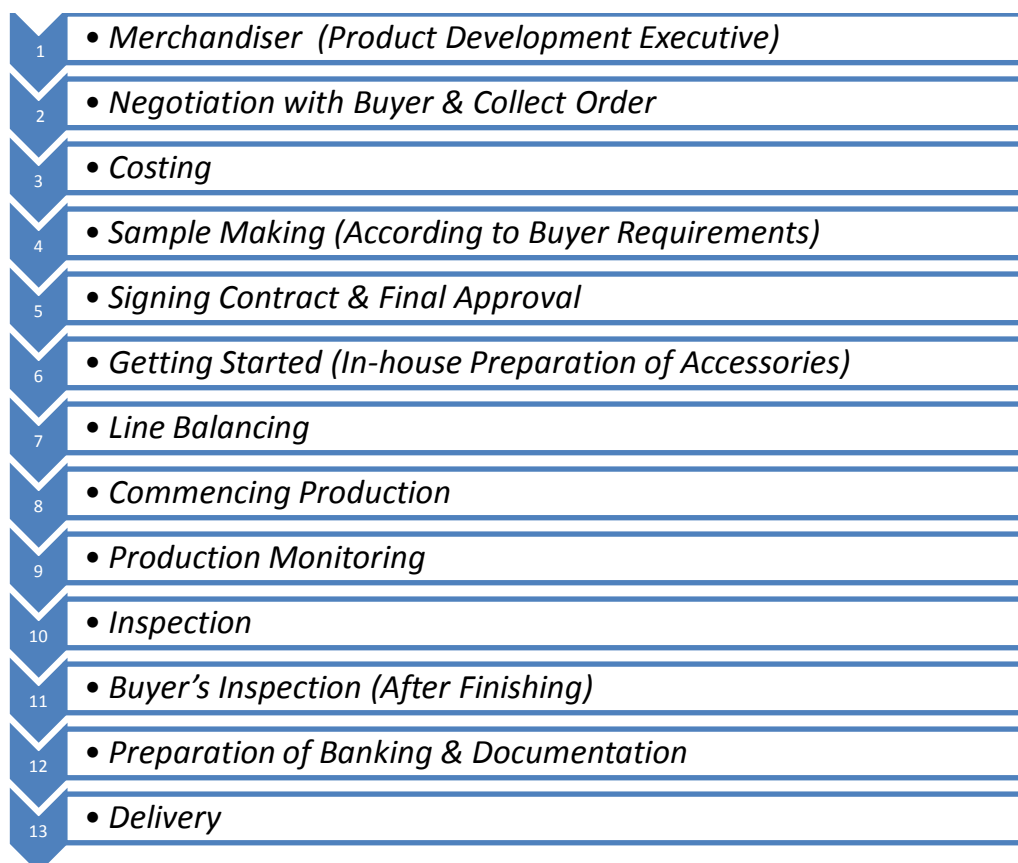 1 • Merchandiser (Product Development Executive)
2 • Negotiation with Buyer & Collect Order
3 • Costing
4 • Sample Making (According to Buyer Requirements)
5 • Signing Contract & Final Approval
6 • Getting Started (In-house Preparation of Accessories)
7 • Line Balancing
8 • Commencing Production
9 • Production Monitoring
10 • Inspection
11 • Buyer’s Inspection (After Finishing)
12 • Preparation of Banking & Documentation
13 • Delivery